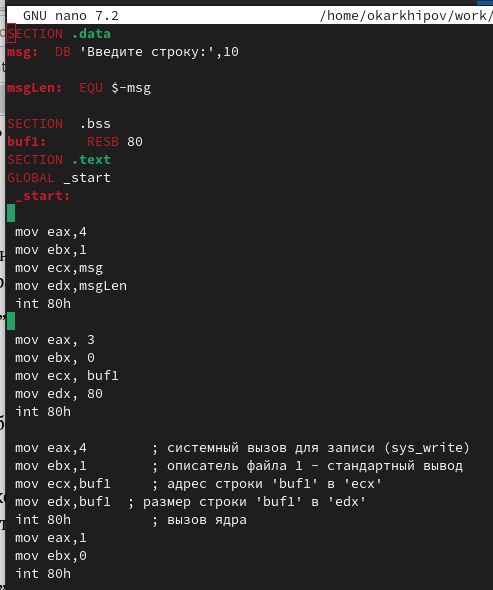 GNU nano 7.2 /home/okarkhipov/work/
SECTION .data
msg: DB 'Введите строку:',10
msgLen: EQU $-msg
SECTION .bss
buf1: RESB 80
SECTION .text
GLOBAL _start
_start:
mov eax,4
mov ebx,1
mov ecx,msg
mov edx,msgLen
int 80h
mov eax, 3
mov ebx, 0
mov ecx, buf1
mov edx, 80
int 80h
mov eax,4 ; системный вызов для записи (sys_write)
mov ebx,1 ; описатель файла 1 - стандартный вывод
mov ecx,buf1 ; адрес строки 'buf1' в 'ecx'
mov edx,buf1 ; размер строки 'buf1' в 'edx'
int 80h ; вызов ядра
mov eax,1
mov ebx,0
int 80h